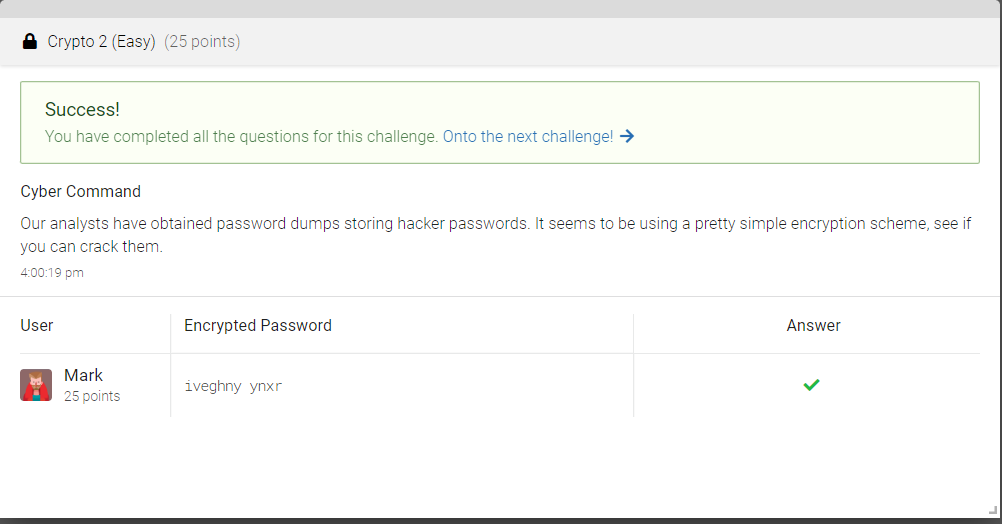 Crypto 2 (Easy) (25 points)
Success!
You have completed all the questions for this challenge. Onto the next challenge!
Cyber Command
Our analysts have obtained password dumps storing hacker passwords. It seems to be using a pretty simple encryption scheme, see if
you can crack them.
4:00:19 pm
User Encrypted Password Answer
Mark
25 points
iveghny ynxr